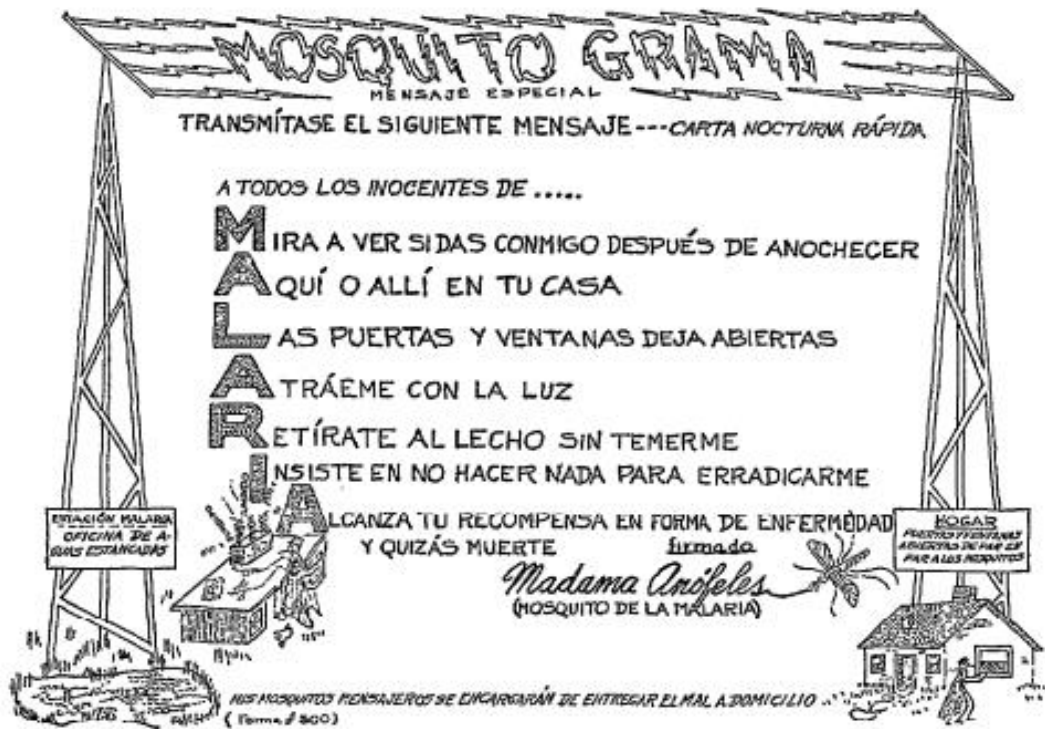 MOSQUITO GRAMA
MENSAJE ESPECIAL
TRANSMÍTASE EL SIGUIENTE MENSAJE---CARTA NOCTURNA RÁPIDA
A TODOS LOS INOCENTES DE .....
MIRA A VER SI DAS CONMIGO DESPUÉS DE ANOCHECER
AQUÍ O ALLÍ EN TU CASA
LAS PUERTAS Y VENTANAS DEJA ABIERTAS
ATRÁEME CON LA LUZ
RETÍRATE AL LECHO SIN TEMERME
INSISTE EN NO HACER NADA PARA ERRADICARME
ALCANZA TU RECOMPENSA EN FORMA DE ENFERMEDAD
Y QUIZÁS MUERTE
firmada
Madama Anófeles
(MOSQUITO DE LA MALARIA)
ESTACIÓN MALARIA
OFICINA DE A-
GUAS ESTANCADAS
HOGAR
PUERTAS Y VENTANAS
ABIERTAS DE PAR EN
PAR A LOS MOSQUITOS
MIS MOSQUITOS MENSAJEROS SE ENCARGARÁN DE ENTREGAR EL MAL A DOMICILIO
(Forma # 500)